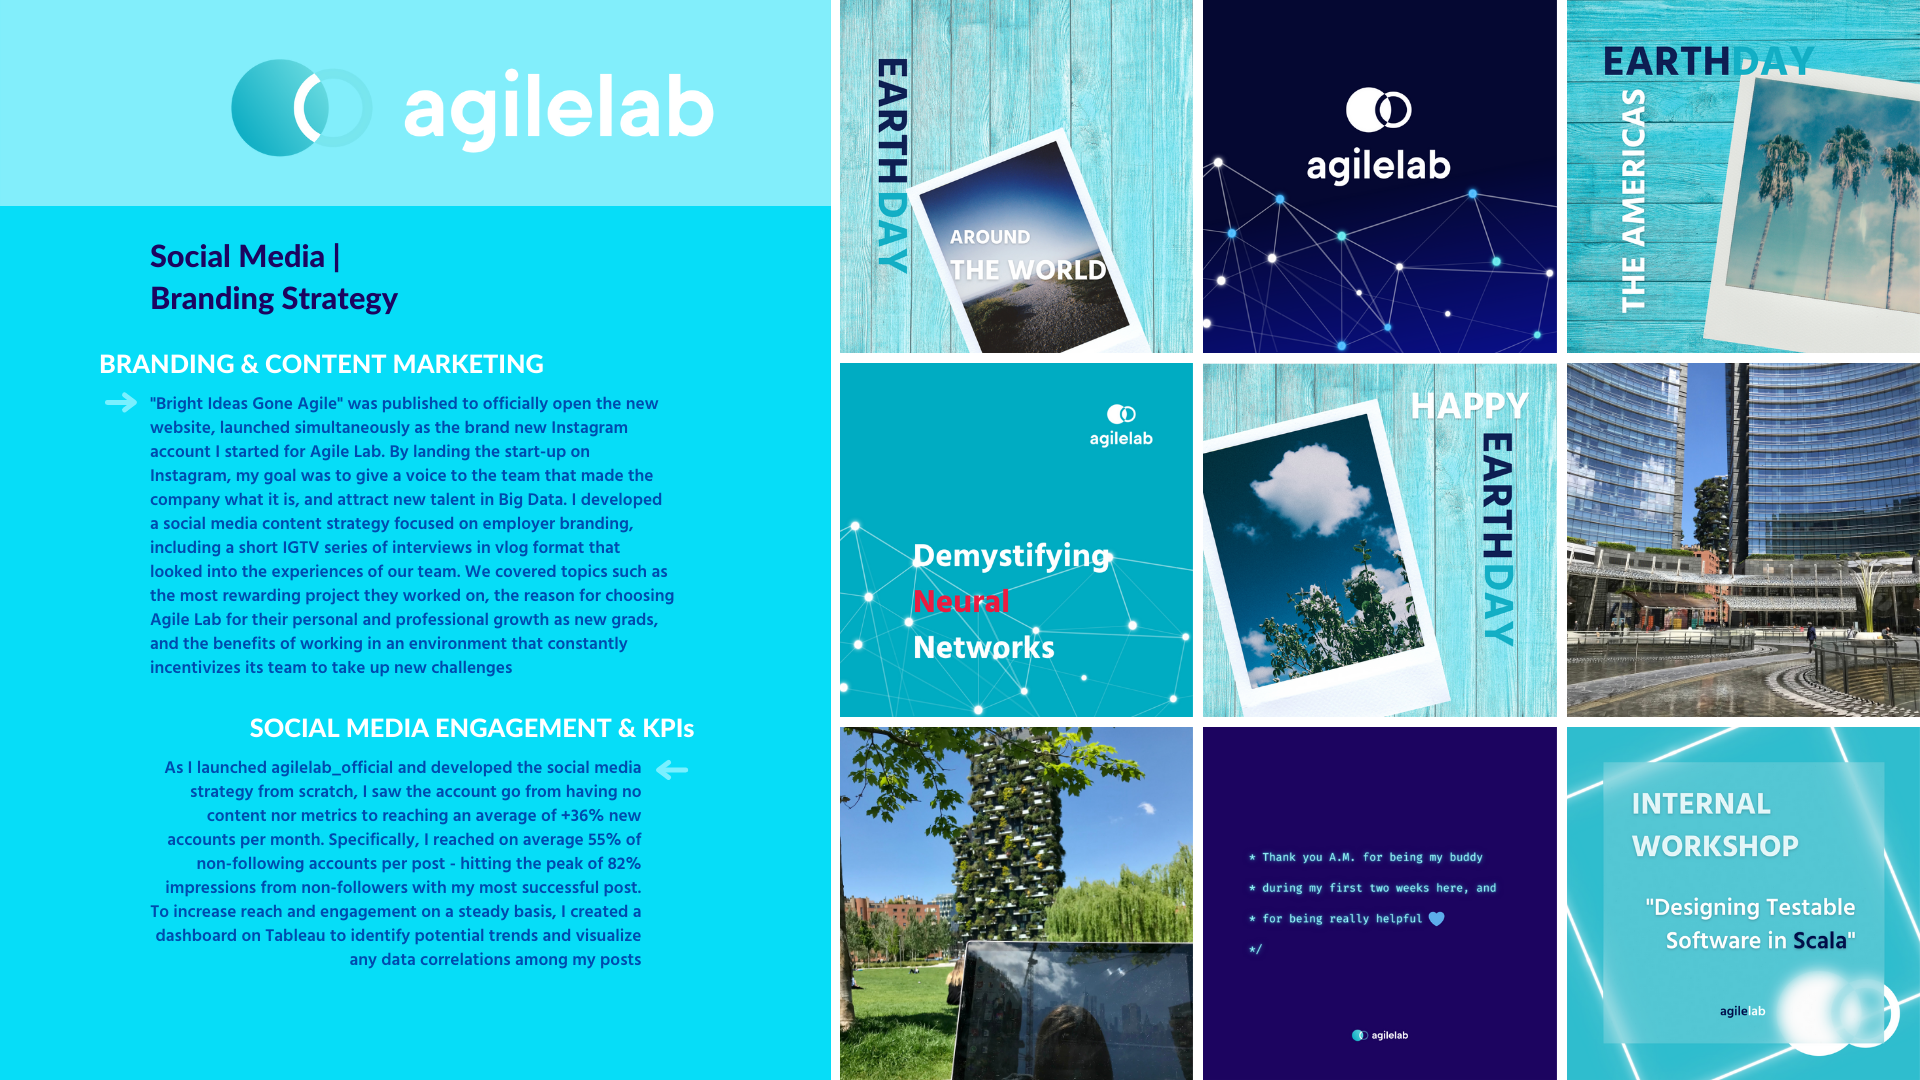 agilelab
Social Media |
Branding Strategy
BRANDING & CONTENT MARKETING
"Bright Ideas Gone Agile" was published to officially open the new
website, launched simultaneously as the brand new Instagram
account I started for Agile Lab. By landing the start-up on
Instagram, my goal was to give a voice to the team that made the
company what it is, and attract new talent in Big Data. I developed
a social media content strategy focused on employer branding,
including a short IGTV series of interviews in vlog format that
looked into the experiences of our team. We covered topics such as
the most rewarding project they worked on, the reason for choosing
Agile Lab for their personal and professional growth as new grads,
and the benefits of working in an environment that constantly
incentivizes its team to take up new challenges
SOCIAL MEDIA ENGAGEMENT & KPIs
As I launched agilelab_official and developed the social media
strategy from scratch, I saw the account go from having no
content nor metrics to reaching an average of +36% new
accounts per month. Specifically, I reached on average 55% of
non-following accounts per post - hitting the peak of 82%
impressions from non-followers with my most successful post.
To increase reach and engagement on a steady basis, I created a
dashboard on Tableau to identify potential trends and visualize
any data correlations among my posts
EARTHDAY
AROUND
THE WORLD
agilelab
EARTHDAY
THE AMERICAS
agilelab
Demystifying
Neural
Networks
HAPPY
EARTHDAY
* Thank you A.M. for being my buddy
* during my first two weeks here, and
* for being really helpful 💙
*/
agilelab
INTERNAL
WORKSHOP
"Designing Testable
Software in Scala"
agilelab